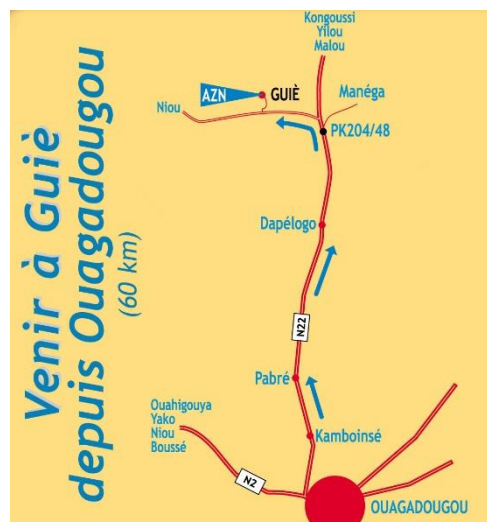 Venir à Guiè
depuis Ouagadougou
(60 km)
Kongoussi
Yilou
Malou
AZN
GUIÈ
Manéga
Niou
PK204/48
Dapélogo
N22
Pabré
Ouahigouya
Yako
Niou
Boussé
Kamboinsé
N2
OUAGADOUGOU